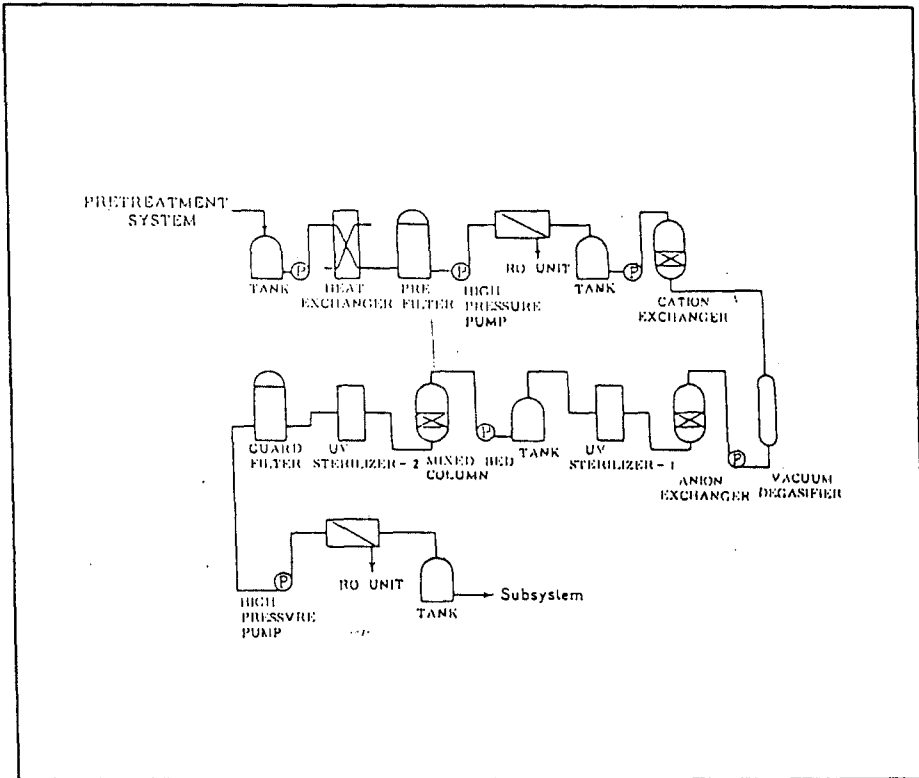 PRETREATMENT
SYSTEM
TANK
P
HEAT
EXCHANGER
PRE
FILTER
P
HIGH
PRESSURE
PUMP
RO UNIT
TANK
P
CATION
EXCHANGER
GUARD
FILTER
UV
STERILIZER-2
MIXED BED
COLUMN
P
TANK
UV
STERILIZER-1
ANION
EXCHANGER
P
VACUUM
DEGASIFIER
P
HIGH
PRESSURE
PUMP
RO UNIT
TANK
Subsystem